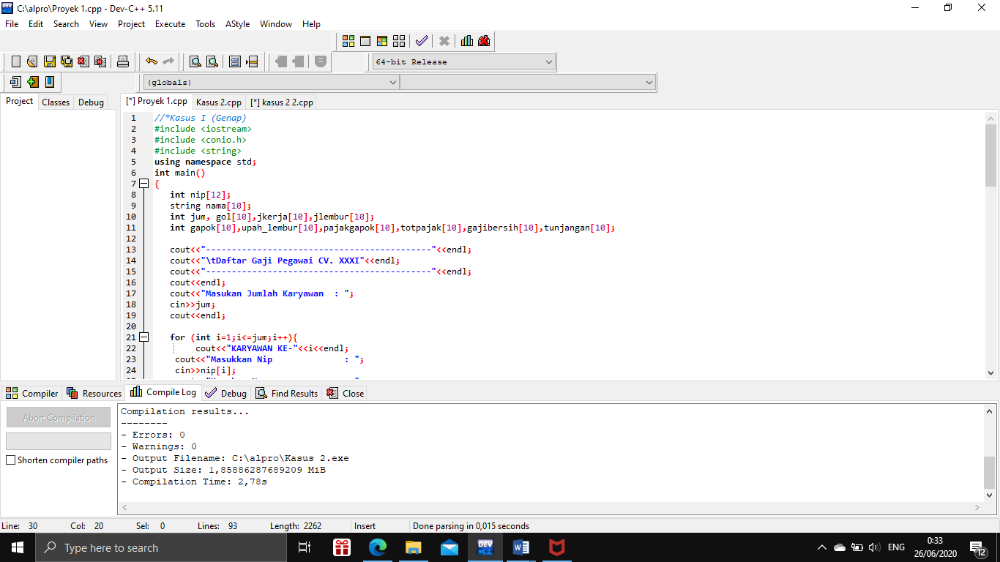 C:\alpro\Proyek 1.cpp - Dev-C++ 5.11
File Edit Search View Project Execute Tools AStyle Window Help
64-bit Release
(globals)
Project Classes Debug
[*] Proyek 1.cpp Kasus 2.cpp [*] kasus 2 2.cpp
1 //*Kasus I (Genap)
2 #include <iostream>
3 #include <conio.h>
4 #include <string>
5 using namespace std;
6 int main()
7 {
8 int nip[12];
9 string nama[10];
10 int jum, gol[10],jkerja[10],jlembur[10];
11 int gapok[10],upah_lembur[10],pajakgapok[10],totpajak[10],gajibersih[10],tunjangan[10];
12
13 cout<<"--------------------------------------------"<<endl;
14 cout<<"\tDaftar Gaji Pegawai CV. XXXI"<<endl;
15 cout<<"--------------------------------------------"<<endl;
16 cout<<endl;
17 cout<<"Masukan Jumlah Karyawan  : ";
18 cin>>jum;
19 cout<<endl;
20
21 for (int i=1;i<=jum;i++){
22 cout<<"KARYAWAN KE-"<<i<<endl;
23 cout<<"Masukkan Nip              : ";
24 cin>>nip[i];
Compiler Resources Compile Log Debug Find Results Close
Abort Compilation
Shorten compiler paths
Compilation results...
--------
- Errors: 0
- Warnings: 0
- Output Filename: C:\alpro\Kasus 2.exe
- Output Size: 1,85886287689209 MiB
- Compilation Time: 2,78s
Line: 30 Col: 20 Sel: 0 Lines: 93 Length: 2262 Insert Done parsing in 0,015 seconds
Type here to search
DEV
ENG
0:33
26/06/2020
12